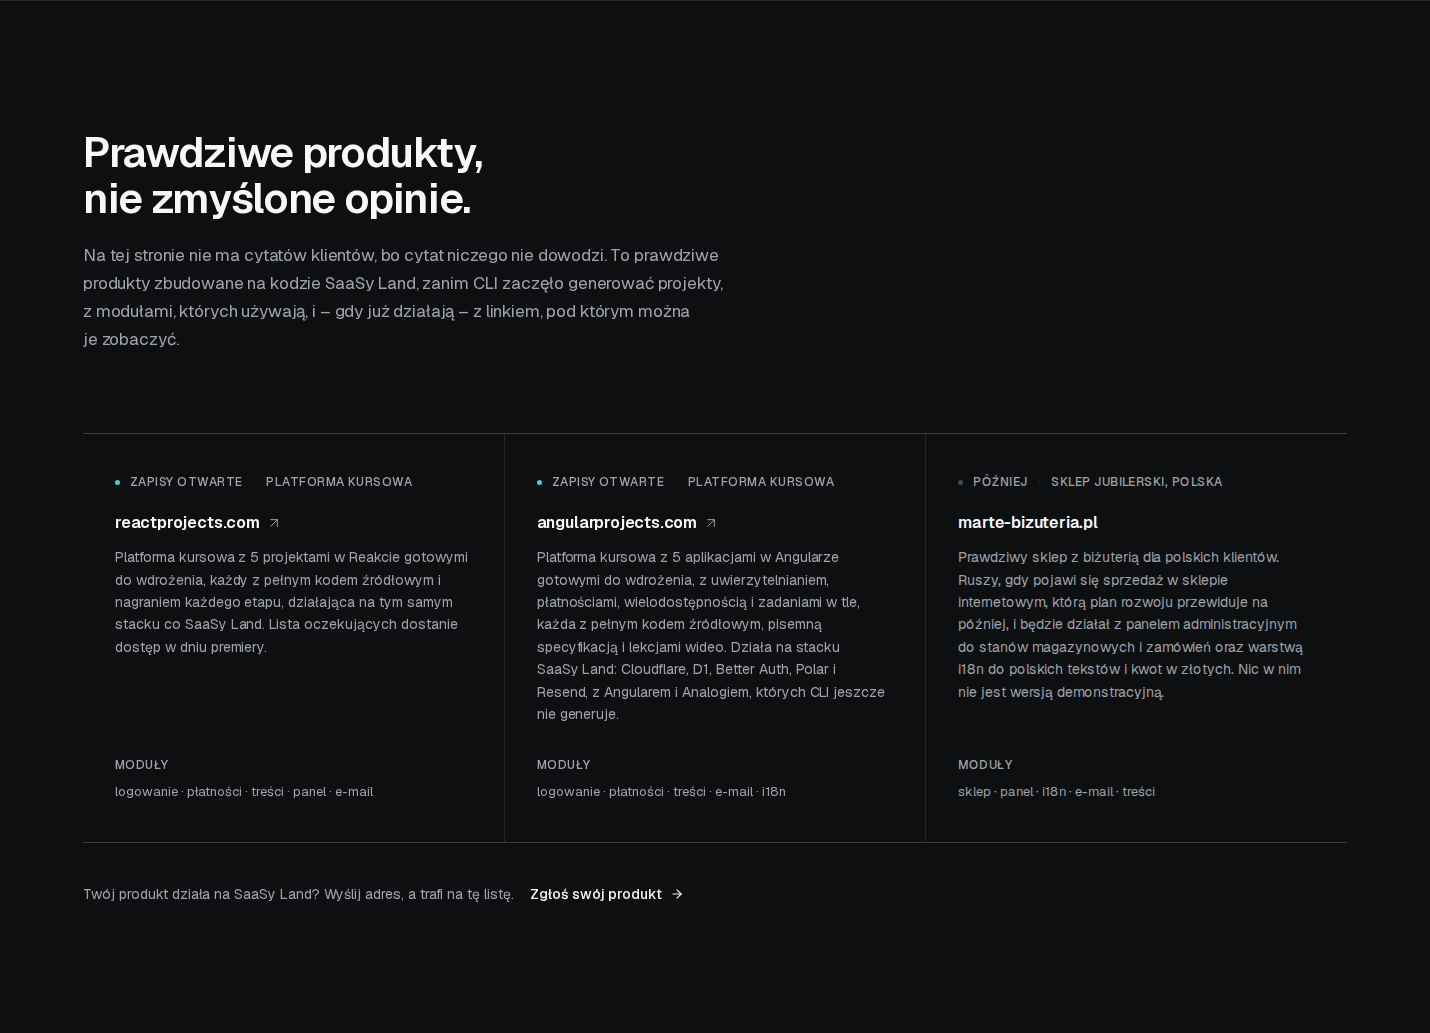 Prawdziwe produkty,
nie zmyślone opinie.
Na tej stronie nie ma cytatów klientów, bo cytat niczego nie dowodzi. To prawdziwe
produkty zbudowane na kodzie SaaSy Land, zanim CLI zaczęło generować projekty,
z modułami, których używają, i – gdy już działają – z linkiem, pod którym można
je zobaczyć.
ZAPISY OTWARTE · PLATFORMA KURSOWA
reactprojects.com
Platforma kursowa z 5 projektami w Reakcie gotowymi
do wdrożenia, każdy z pełnym kodem źródłowym i
nagraniem każdego etapu, działająca na tym samym
stacku co SaaSy Land. Lista oczekujących dostanie
dostęp w dniu premiery.
MODUŁY
logowanie · płatności · treści · panel · e-mail
ZAPISY OTWARTE · PLATFORMA KURSOWA
angularprojects.com
Platforma kursowa z 5 aplikacjami w Angularze
gotowymi do wdrożenia, z uwierzytelnianiem,
płatnościami, wielodostępnością i zadaniami w tle,
każda z pełnym kodem źródłowym, pisemną
specyfikacją i lekcjami wideo. Działa na stacku
SaaSy Land: Cloudflare, D1, Better Auth, Polar i
Resend, z Angularem i Analogiem, których CLI jeszcze
nie generuje.
MODUŁY
logowanie · płatności · treści · e-mail · i18n
PÓŹNIEJ · SKLEP JUBILERSKI, POLSKA
marte-bizuteria.pl
Prawdziwy sklep z biżuterią dla polskich klientów.
Ruszy, gdy pojawi się sprzedaż w sklepie
internetowym, którą plan rozwoju przewiduje na
później, i będzie działał z panelem administracyjnym
do stanów magazynowych i zamówień oraz warstwą
i18n do polskich tekstów i kwot w złotych. Nic w nim
nie jest wersją demonstracyjną.
MODUŁY
sklep · panel · i18n · e-mail · treści
Twój produkt działa na SaaSy Land? Wyślij adres, a trafi na tę listę. Zgłoś swój produkt →